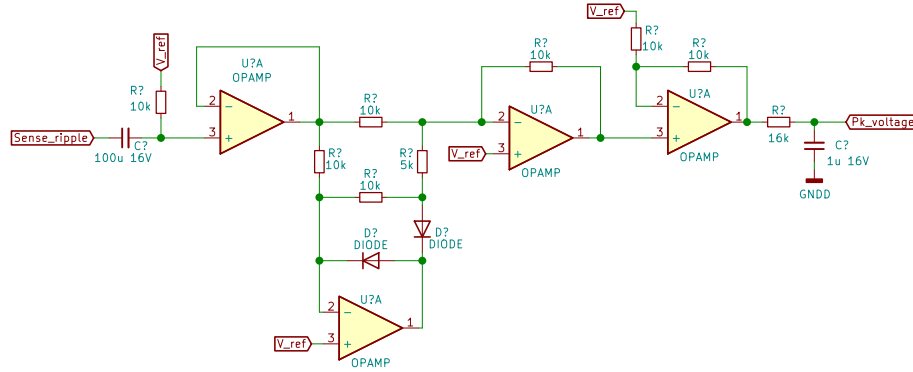 V_ref
R?
10k
V_ref
R?
10k
Sense_ripple
C?
100u 16V
U?A
OPAMP
2
3
1
R?
10k
R?
10k
R?
5k
R?
10k
D?
DIODE
D?
DIODE
U?A
2
3
1
V_ref
OPAMP
R?
10k
U?A
2
3
1
V_ref
OPAMP
R?
10k
U?A
2
3
1
OPAMP
R?
16k
Pk_voltage
C?
1u 16V
GNDD